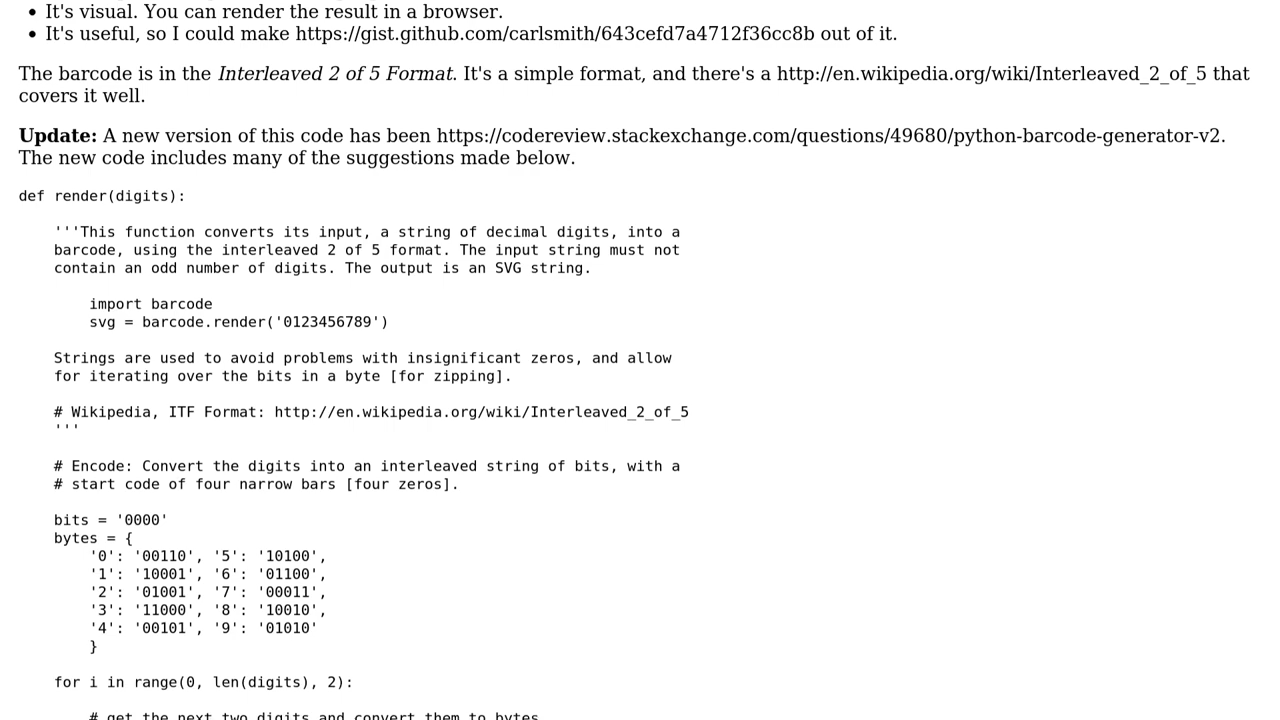 • It's visual. You can render the result in a browser.
• It's useful, so I could make https://gist.github.com/carlsmith/643cefd7a4712f36cc8b out of it.
The barcode is in the Interleaved 2 of 5 Format. It's a simple format, and there's a http://en.wikipedia.org/wiki/Interleaved_2_of_5 that
covers it well.
Update: A new version of this code has been https://codereview.stackexchange.com/questions/49680/python-barcode-generator-v2.
The new code includes many of the suggestions made below.
def render(digits):
    '''This function converts its input, a string of decimal digits, into a
    barcode, using the interleaved 2 of 5 format. The input string must not
    contain an odd number of digits. The output is an SVG string.
        import barcode
        svg = barcode.render('0123456789')
    Strings are used to avoid problems with insignificant zeros, and allow
    for iterating over the bits in a byte [for zipping].
    # Wikipedia, ITF Format: http://en.wikipedia.org/wiki/Interleaved_2_of_5
    '''
    # Encode: Convert the digits into an interleaved string of bits, with a
    # start code of four narrow bars [four zeros].
    bits = '0000'
    bytes = {
        '0': '00110', '5': '10100',
        '1': '10001', '6': '01100',
        '2': '01001', '7': '00011',
        '3': '11000', '8': '10010',
        '4': '00101', '9': '01010'
        }
    for i in range(0, len(digits), 2):
        # get the next two digits and convert them to bytes